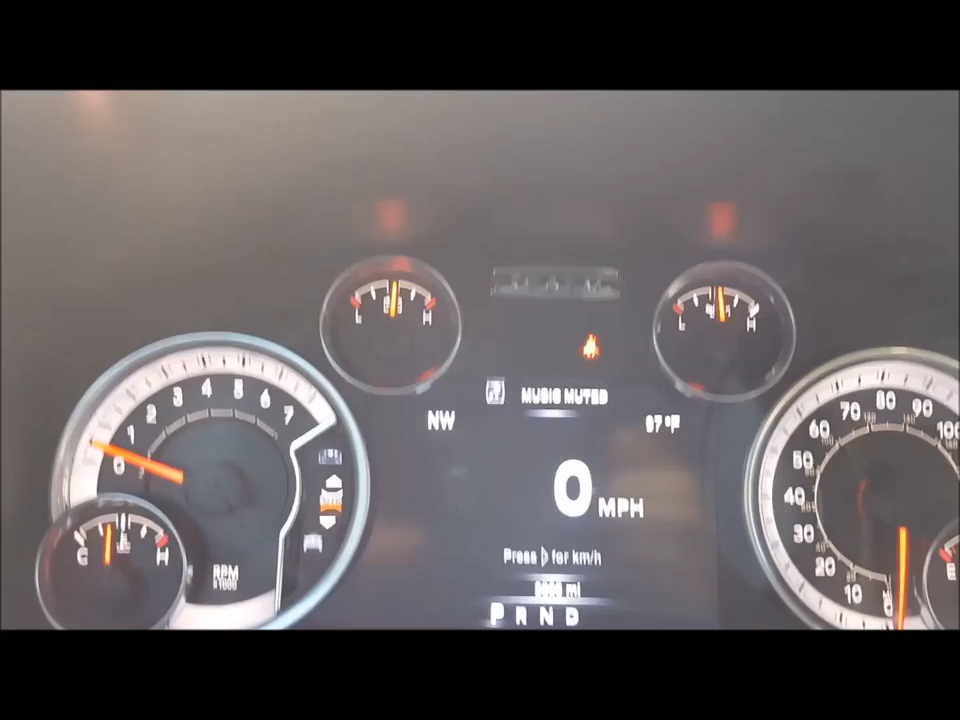 L H
L H
MUSIC MUTED
NW 97°F
0 1 2 3 4 5 6 7
RPM
C H
0 MPH
Press for km/h
P R N D
10 20 30 40 50 60 70 80 90 100
E